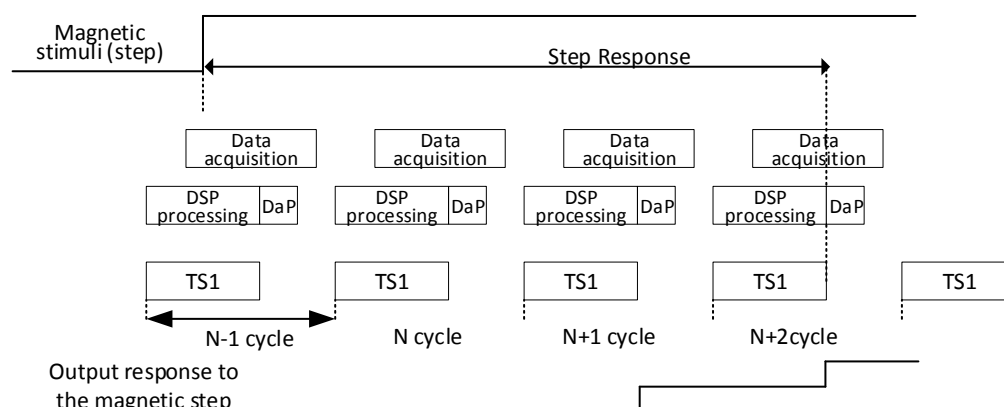 Magnetic
stimuli (step)
Step Response
Data
acquisition
Data
acquisition
Data
acquisition
Data
acquisition
DSP
processing
DaP
DSP
processing
DaP
DSP
processing
DaP
DSP
processing
DaP
TS1
TS1
TS1
TS1
TS1
N-1 cycle
N cycle
N+1 cycle
N+2cycle
Output response to
the magnetic step